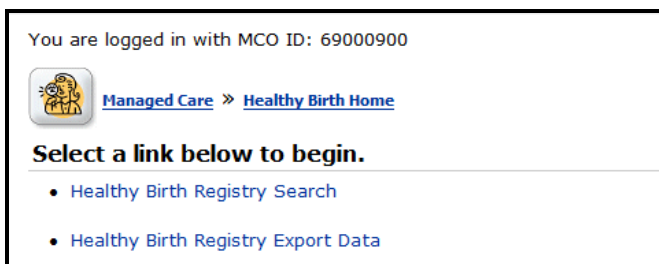 You are logged in with MCO ID: 69000900
Managed Care » Healthy Birth Home
Select a link below to begin.
• Healthy Birth Registry Search
• Healthy Birth Registry Export Data